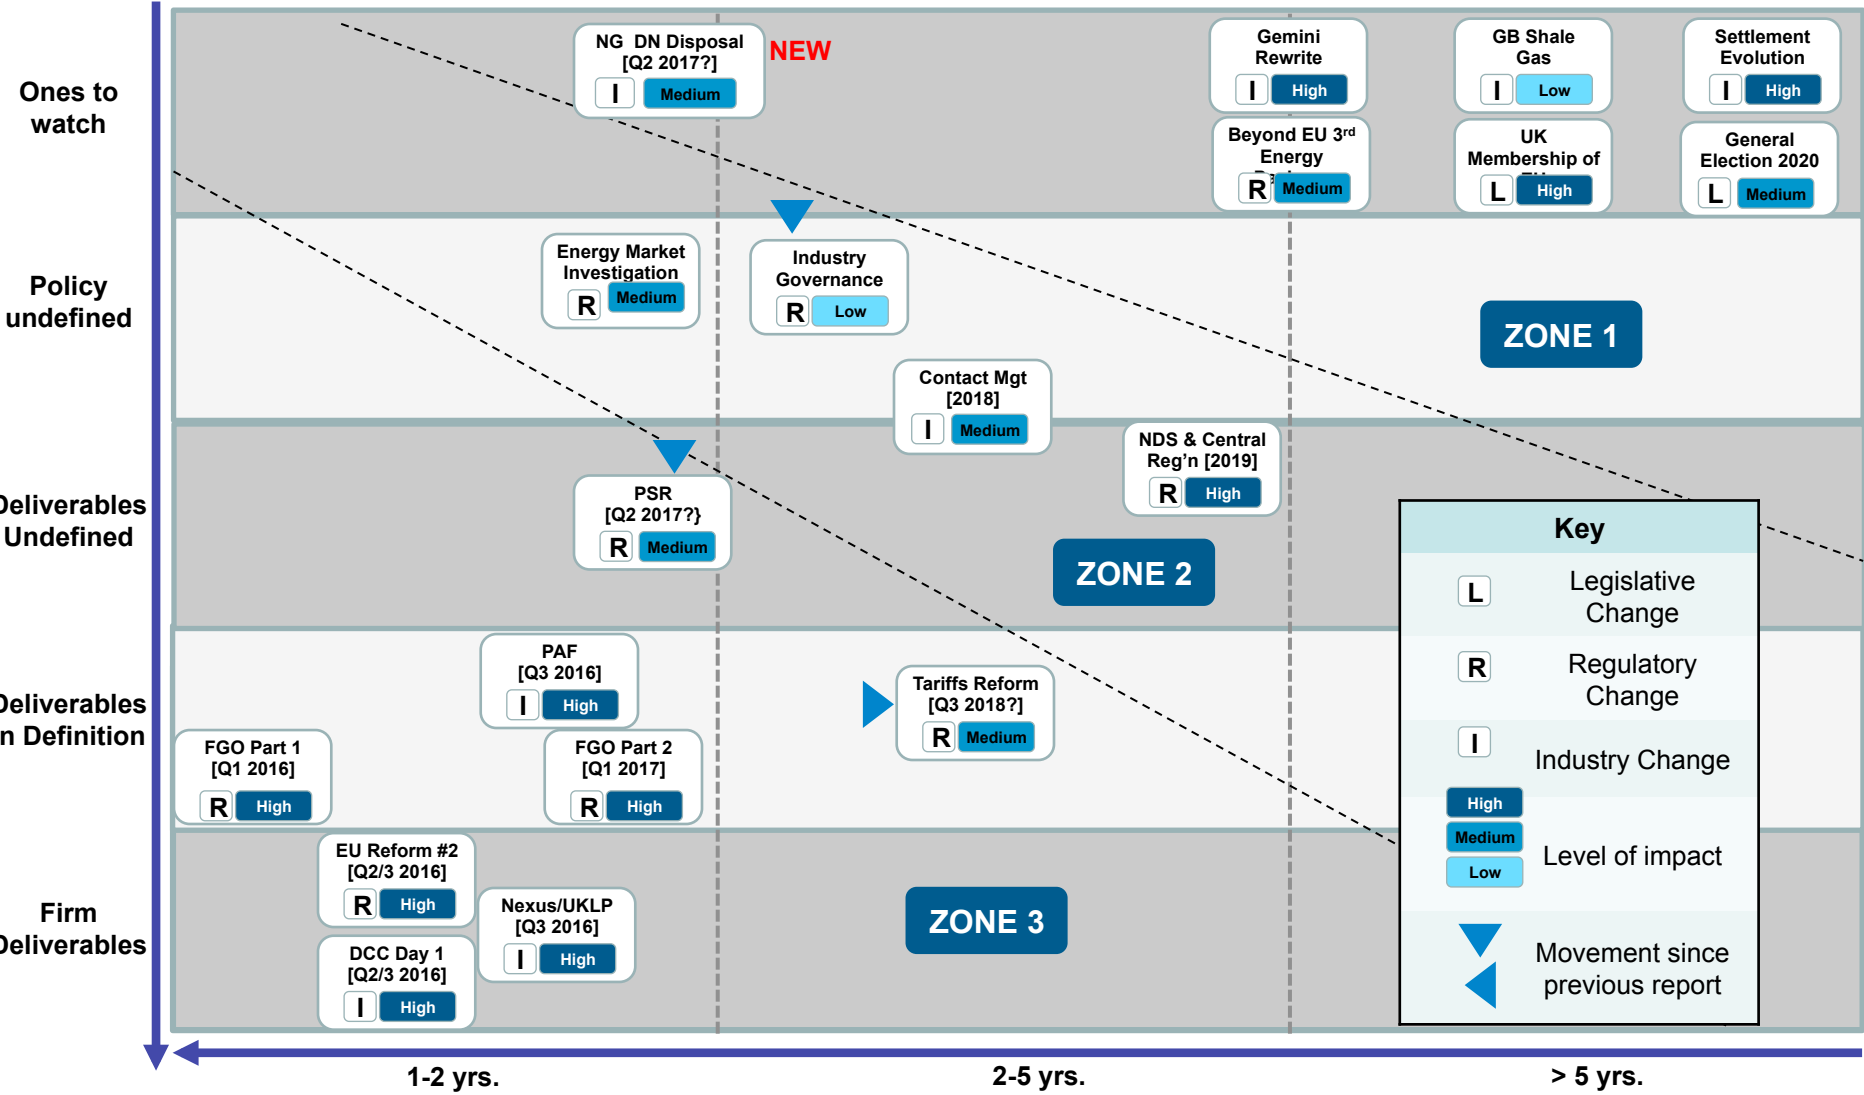 Ones to
watch
NG DN Disposal
[Q2 2017?]
I
Medium
NEW
Gemini
Rewrite
I
High
GB Shale
Gas
I
Low
Settlement
Evolution
I
High
Beyond EU 3rd
Energy
R
Medium
UK
Membership of
L
High
General
Election 2020
L
Medium
Policy
undefined
Energy Market
Investigation
R
Medium
Industry
Governance
R
Low
ZONE 1
Contact Mgt
[2018]
I
Medium
Deliverables
Undefined
PSR
[Q2 2017?}
R
Medium
NDS & Central
Reg'n [2019]
R
High
ZONE 2
eliverables
n Definition
PAF
[Q3 2016]
I
High
FGO Part 1
[Q1 2016]
R
High
FGO Part 2
[Q1 2017]
R
High
Tariffs Reform
[Q3 2018?]
R
Medium
Firm
eliverables
EU Reform #2
[Q2/3 2016]
R
High
Nexus/UKLP
[Q3 2016]
I
High
DCC Day 1
[Q2/3 2016]
I
High
ZONE 3
Key
L
Legislative
Change
R
Regulatory
Change
I
Industry Change
High
Medium
Low
Level of impact
Movement since
previous report
1-2 yrs.
2-5 yrs.
> 5 yrs.